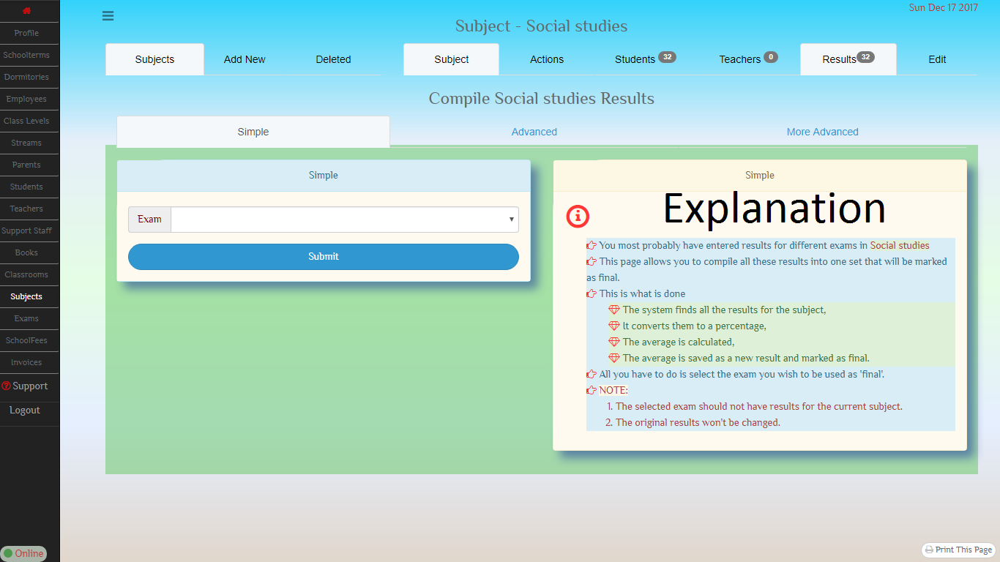 Profile
Schoolterms
Dormitories
Employees
Class Levels
Streams
Parents
Students
Teachers
Support Staff
Books
Classrooms
Subjects
Exams
SchoolFees
Invoices
Support
Logout
Online
Sun Dec 17 2017
Subject - Social studies
Subjects Add New Deleted Subject Actions Students 32 Teachers 0 Results 32 Edit
Compile Social studies Results
Simple Advanced More Advanced
Simple
Exam
Submit
Simple
Explanation
You most probably have entered results for different exams in Social studies
This page allows you to compile all these results into one set that will be marked
as final.
This is what is done
The system finds all the results for the subject,
It converts them to a percentage,
The average is calculated,
The average is saved as a new result and marked as final.
All you have to do is select the exam you wish to be used as 'final'.
NOTE:
1. The selected exam should not have results for the current subject.
2. The original results won't be changed.
Print This Page